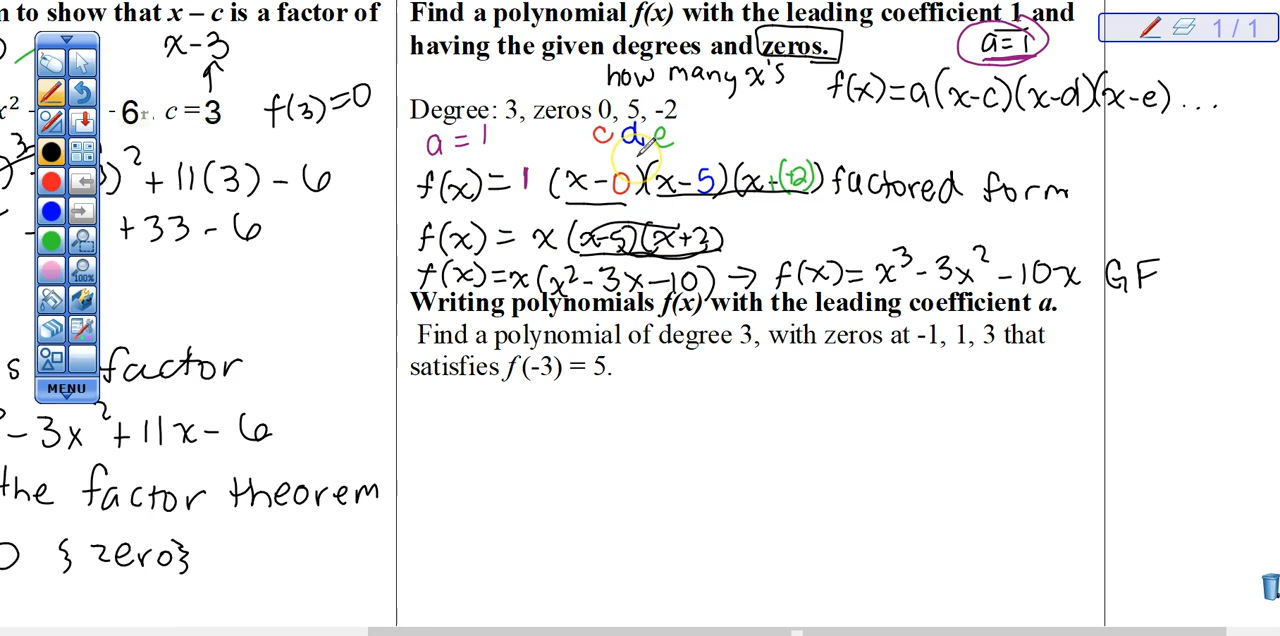 n to show that x – c is a factor of
x-3
x² -6 r. c = 3 f(3)=0
3 )² + 11(3) - 6
+33 - 6
s factor
- 3x² + 11x - 6
the factor theorem
0 { zero}
MENU
Find a polynomial f(x) with the leading coefficient 1 and
having the given degrees and zeros.
a=1
how many x's
f(x)=a(x-c)(x-d)(x-e)...
Degree: 3, zeros 0, 5, -2
a=1 c d e
f(x)= 1 (x-0)(x-5)(x+(-2)) factored form
f(x) = x (x-5)(x+2)
f(x)=x(x²-3x-10) → f(x)=x³-3x²-10x GF
Writing polynomials f(x) with the leading coefficient a.
Find a polynomial of degree 3, with zeros at -1, 1, 3 that
satisfies f (-3) = 5.
1 / 1
100%